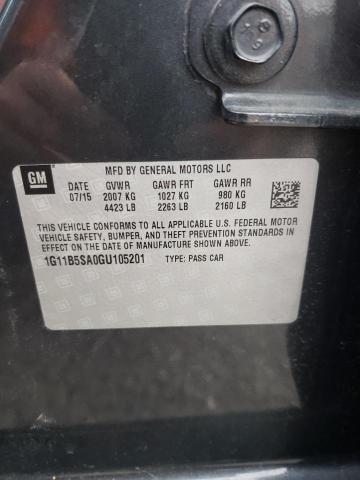 GM
MFD BY GENERAL MOTORS LLC
DATE GVWR GAWR FRT GAWR RR
07/15 2007 KG 1027 KG 980 KG
4423 LB 2263 LB 2160 LB
THIS VEHICLE CONFORMS TO ALL APPLICABLE U.S. FEDERAL MOTOR
VEHICLE SAFETY, BUMPER, AND THEFT PREVENTION STANDARDS IN
EFFECT ON THE DATE OF MANUFACTURE SHOWN ABOVE.
1G11B5SA0GU105201 TYPE: PASS CAR